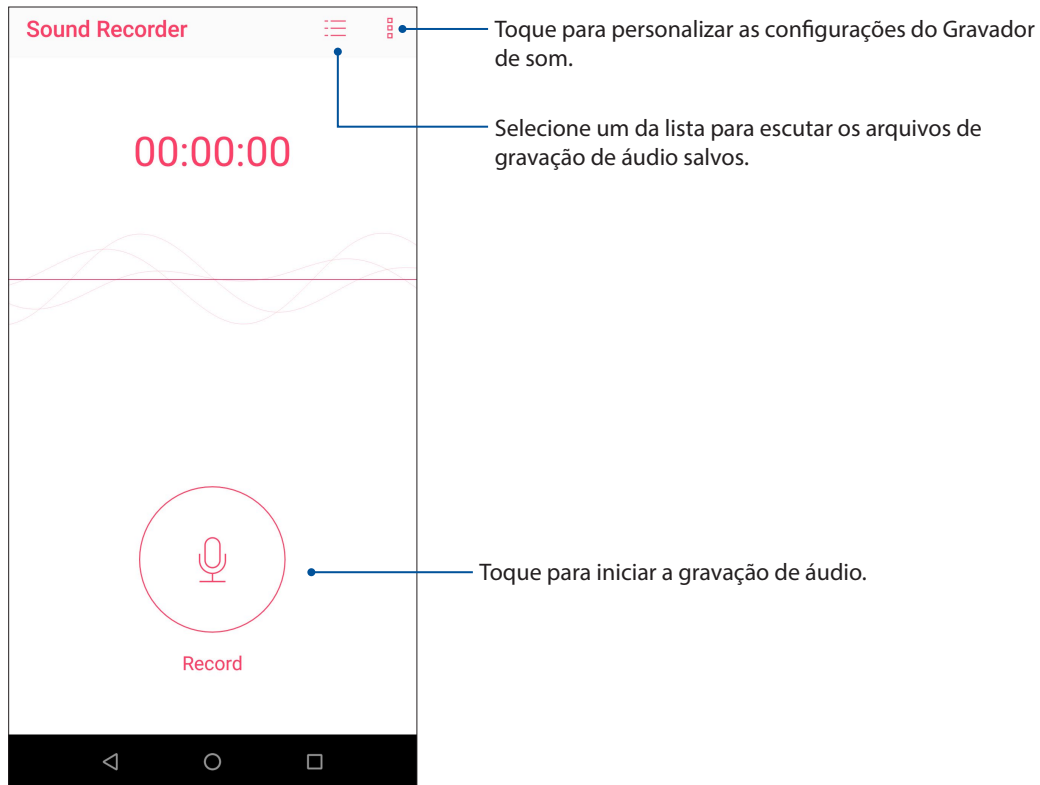 Sound Recorder
Toque para personalizar as configurações do Gravador
de som.
Selecione um da lista para escutar os arquivos de
gravação de áudio salvos.
00:00:00
Toque para iniciar a gravação de áudio.
Record